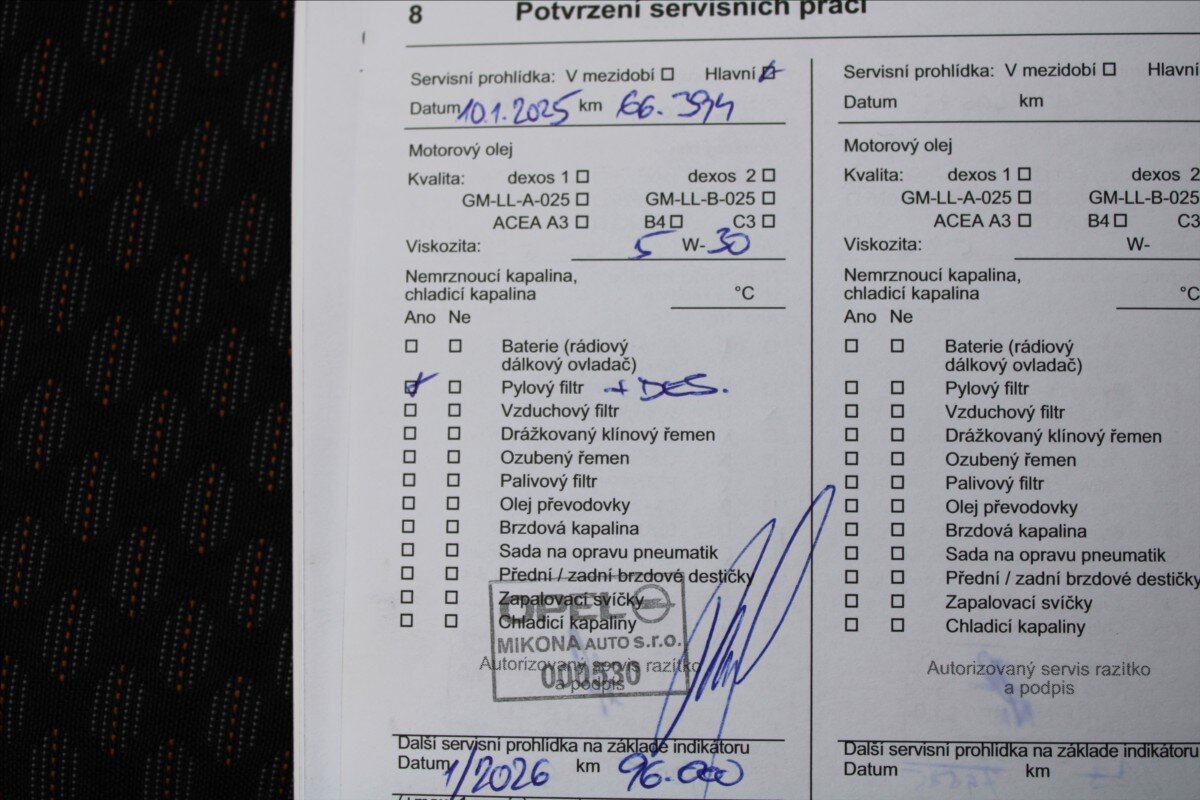 8 Potvrzení servisních prací
Servisní prohlídka: V mezidobí Hlavní
Datum 10.1.2025 km 66.394
Motorový olej
Kvalita: dexos 1 dexos 2
GM-LL-A-025 GM-LL-B-025
ACEA A3 B4 C3
Viskozita: 5 W-30
Nemrznoucí kapalina,
chladicí kapalina °C
Ano Ne
Baterie (rádiový
dálkový ovladač)
Pylový filtr + DES.
Vzduchový filtr
Drážkovaný klínový řemen
Ozubený řemen
Palivový filtr
Olej převodovky
Brzdová kapalina
Sada na opravu pneumatik
Přední / zadní brzdové destičky
Zapalovací svíčky
Chladicí kapaliny
OPEL
MIKONA AUTO s.r.o.
000530
Autorizovaný servis razítko
a podpis
Další servisní prohlídka na základě indikátoru
Datum 1/2026 km 96.000
Servisní prohlídka: V mezidobí Hlavní
Datum km
Motorový olej
Kvalita: dexos 1 dexos 2
GM-LL-A-025 GM-LL-B-025
ACEA A3 B4 C3
Viskozita: W-
Nemrznoucí kapalina,
chladicí kapalina °C
Ano Ne
Baterie (rádiový
dálkový ovladač)
Pylový filtr
Vzduchový filtr
Drážkovaný klínový řemen
Ozubený řemen
Palivový filtr
Olej převodovky
Brzdová kapalina
Sada na opravu pneumatik
Přední / zadní brzdové destičky
Zapalovací svíčky
Chladicí kapaliny
Autorizovaný servis razítko
a podpis
Další servisní prohlídka na základě indikátoru
Datum km